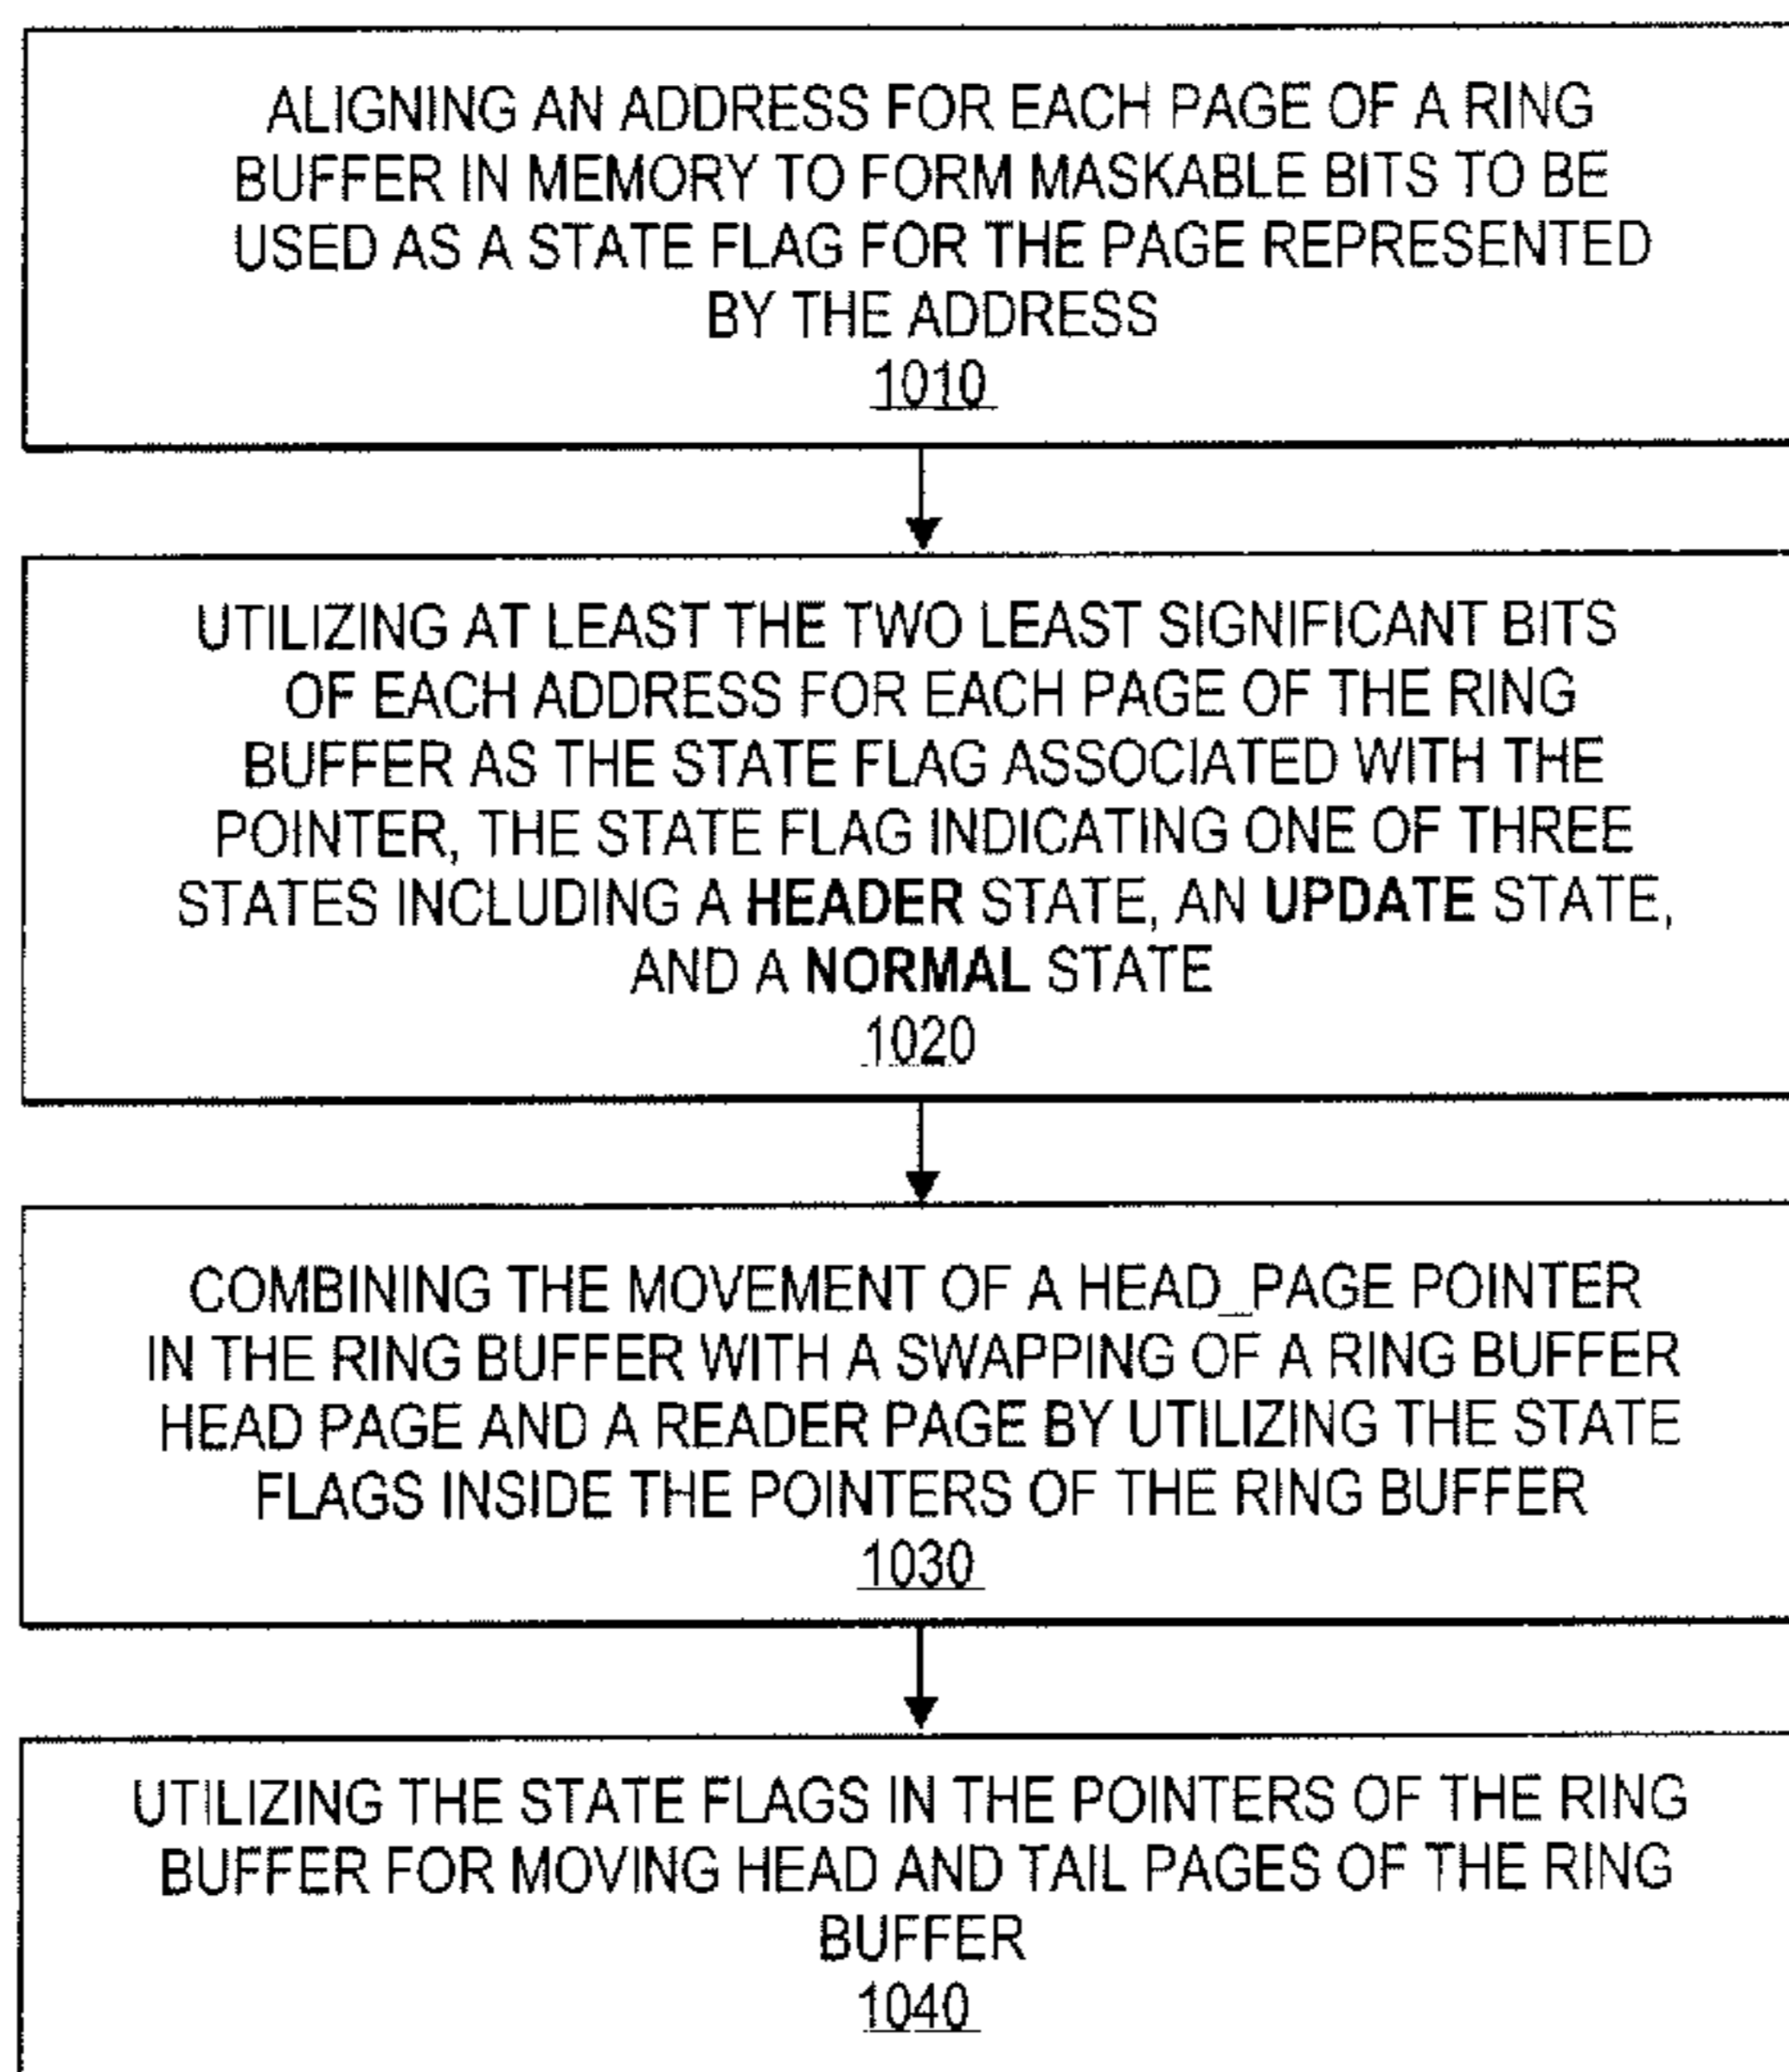 ALIGNING AN ADDRESS FOR EACH PAGE OF A RING
BUFFER IN MEMORY TO FORM MASKABLE BITS TO BE
USED AS A STATE FLAG FOR THE PAGE REPRESENTED
BY THE ADDRESS
1010
UTILIZING AT LEAST THE TWO LEAST SIGNIFICANT BITS
OF EACH ADDRESS FOR EACH PAGE OF THE RING
BUFFER AS THE STATE FLAG ASSOCIATED WITH THE
POINTER, THE STATE FLAG INDICATING ONE OF THREE
STATES INCLUDING A HEADER STATE, AN UPDATE STATE,
AND A NORMAL STATE
1020
COMBINING THE MOVEMENT OF A HEAD_PAGE POINTER
IN THE RING BUFFER WITH A SWAPPING OF A RING BUFFER
HEAD PAGE AND A READER PAGE BY UTILIZING THE STATE
FLAGS INSIDE THE POINTERS OF THE RING BUFFER
1030
UTILIZING THE STATE FLAGS IN THE POINTERS OF THE RING
BUFFER FOR MOVING HEAD AND TAIL PAGES OF THE RING
BUFFER
1040